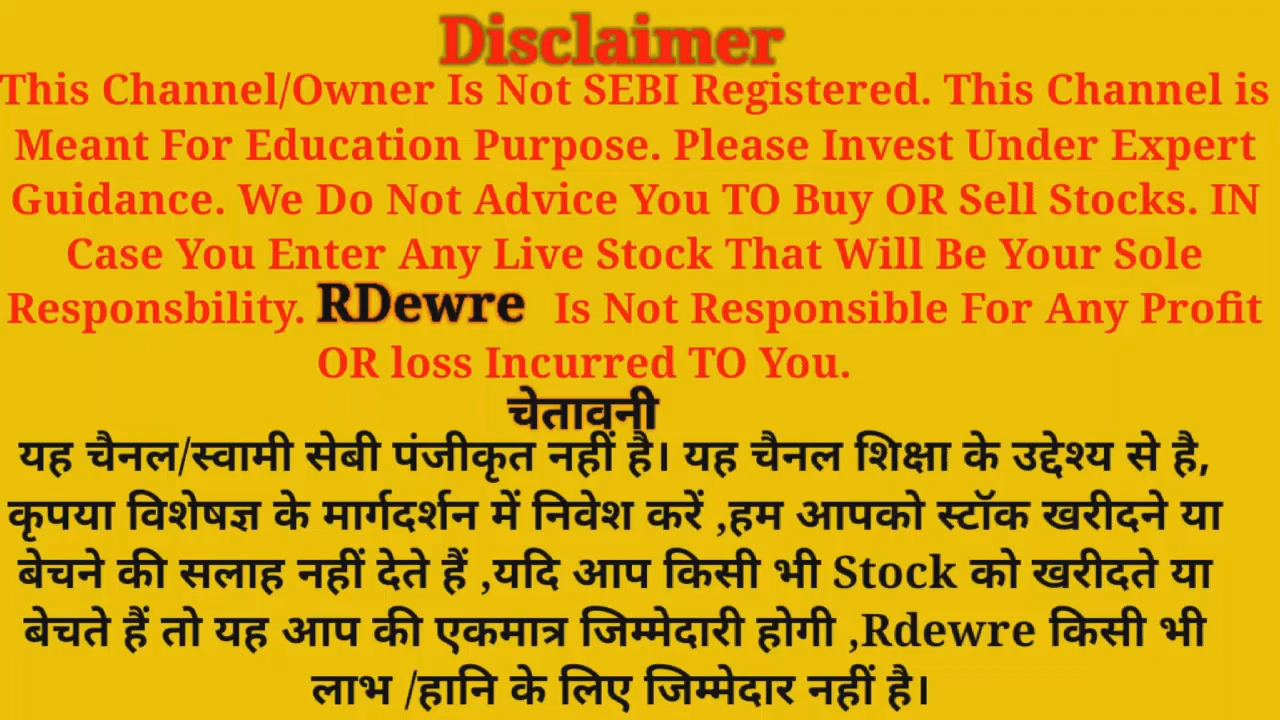 Disclaimer
This Channel/Owner Is Not SEBI Registered. This Channel is
Meant For Education Purpose. Please Invest Under Expert
Guidance. We Do Not Advice You TO Buy OR Sell Stocks. IN
Case You Enter Any Live Stock That Will Be Your Sole
Responsbility. RDewre Is Not Responsible For Any Profit
OR loss Incurred TO You.
चेतावनी
यह चैनल/स्वामी सेबी पंजीकृत नहीं है। यह चैनल शिक्षा के उद्देश्य से है,
कृपया विशेषज्ञ के मार्गदर्शन में निवेश करें ,हम आपको स्टॉक खरीदने या
बेचने की सलाह नहीं देते हैं ,यदि आप किसी भी Stock को खरीदते या
बेचते हैं तो यह आप की एकमात्र जिम्मेदारी होगी ,Rdewre किसी भी
लाभ /हानि के लिए जिम्मेदार नहीं है।